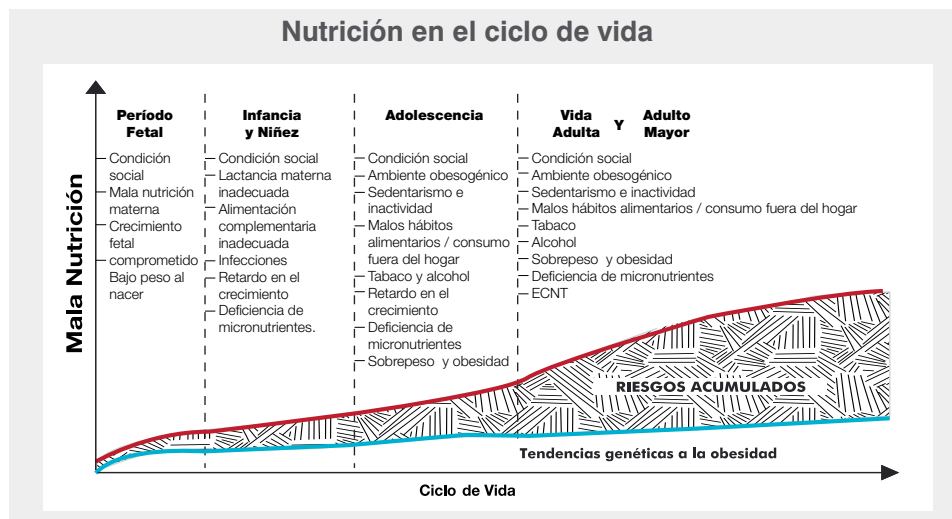 Nutrición en el ciclo de vida
Mala Nutrición
Período
Fetal
Condición
social
Mala nutrición
materna
Crecimiento
fetal
comprometido
Bajo peso al
nacer
Infancia
y Niñez
Condición social
Lactancia materna
inadecuada
Alimentación
complementaria
inadecuada
Infecciones
Retardo en el
crecimiento
Deficiencia de
micronutrientes.
Adolescencia
Condición social
Ambiente obesogénico
Sedentarismo e
inactividad
Malos hábitos
alimentarios / consumo
fuera del hogar
Tabaco y alcohol
Retardo en el
crecimiento
Deficiencia de
micronutrientes
Sobrepeso y obesidad
Vida Y Adulto
Adulta Mayor
Condición social
Ambiente obesogénico
Sedentarismo e inactividad
Malos hábitos alimentarios / consumo fuera del hogar
Tabaco
Alcohol
Sobrepeso y obesidad
Deficiencia de micronutrientes
ECNT
RIESGOS ACUMULADOS
Tendencias genéticas a la obesidad
Ciclo de Vida